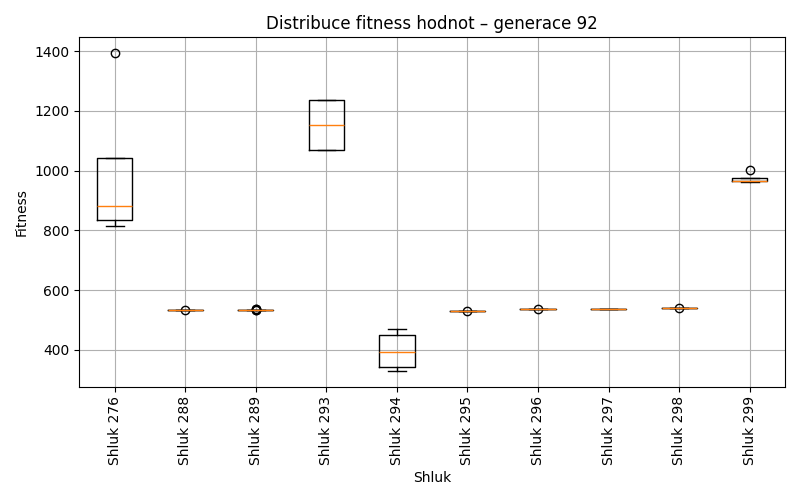 Distribuce fitness hodnot – generace 92
Fitness
1400
1200
1000
800
600
400
Shluk 276
Shluk 288
Shluk 289
Shluk 293
Shluk 294
Shluk 295
Shluk 296
Shluk 297
Shluk 298
Shluk 299
Shluk